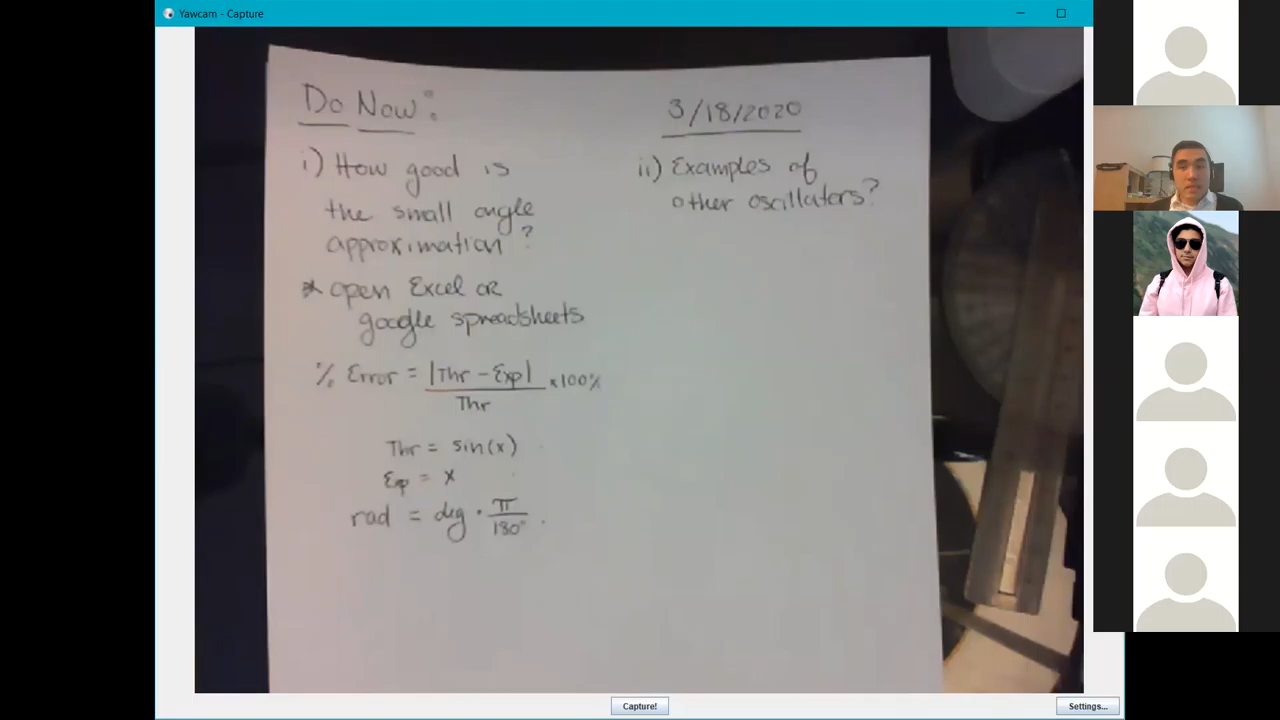 Yawcam - Capture
Do Now:
3/18/2020
i) How good is
the small angle
approximation?
* open Excel or
google spreadsheets
% Error = |Thr - Exp| / Thr × 100%
Thr = sin(x)
Exp = x
rad = deg · π / 180°
ii) Examples of
other oscillators?
Capture!
Settings...